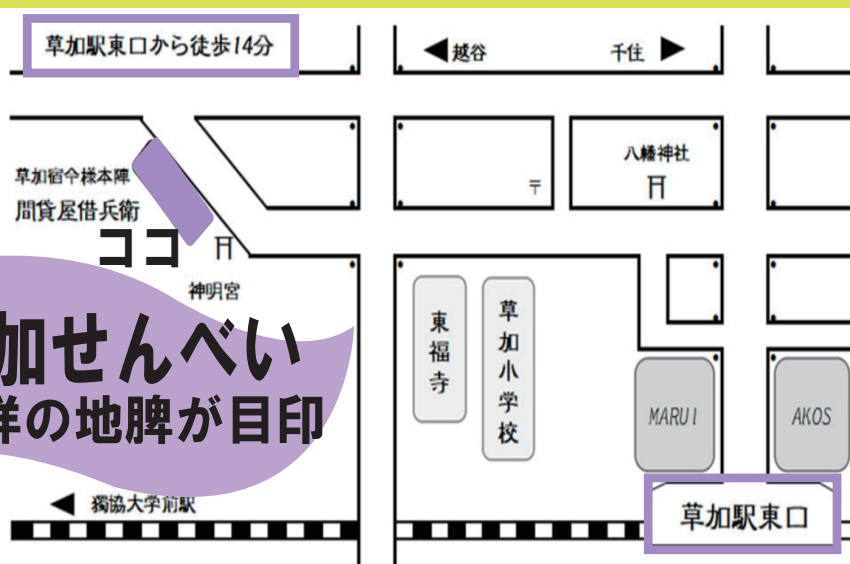 草加駅東口から徒歩14分
越谷
千住
八幡神社
〒
草加宿今様本陣
間貸屋借兵衛
ココ
神明宮
加せんべい
の地脾が目印
東福寺
草加小学校
MARUI
AKOS
獨協大学前駅
草加駅東口